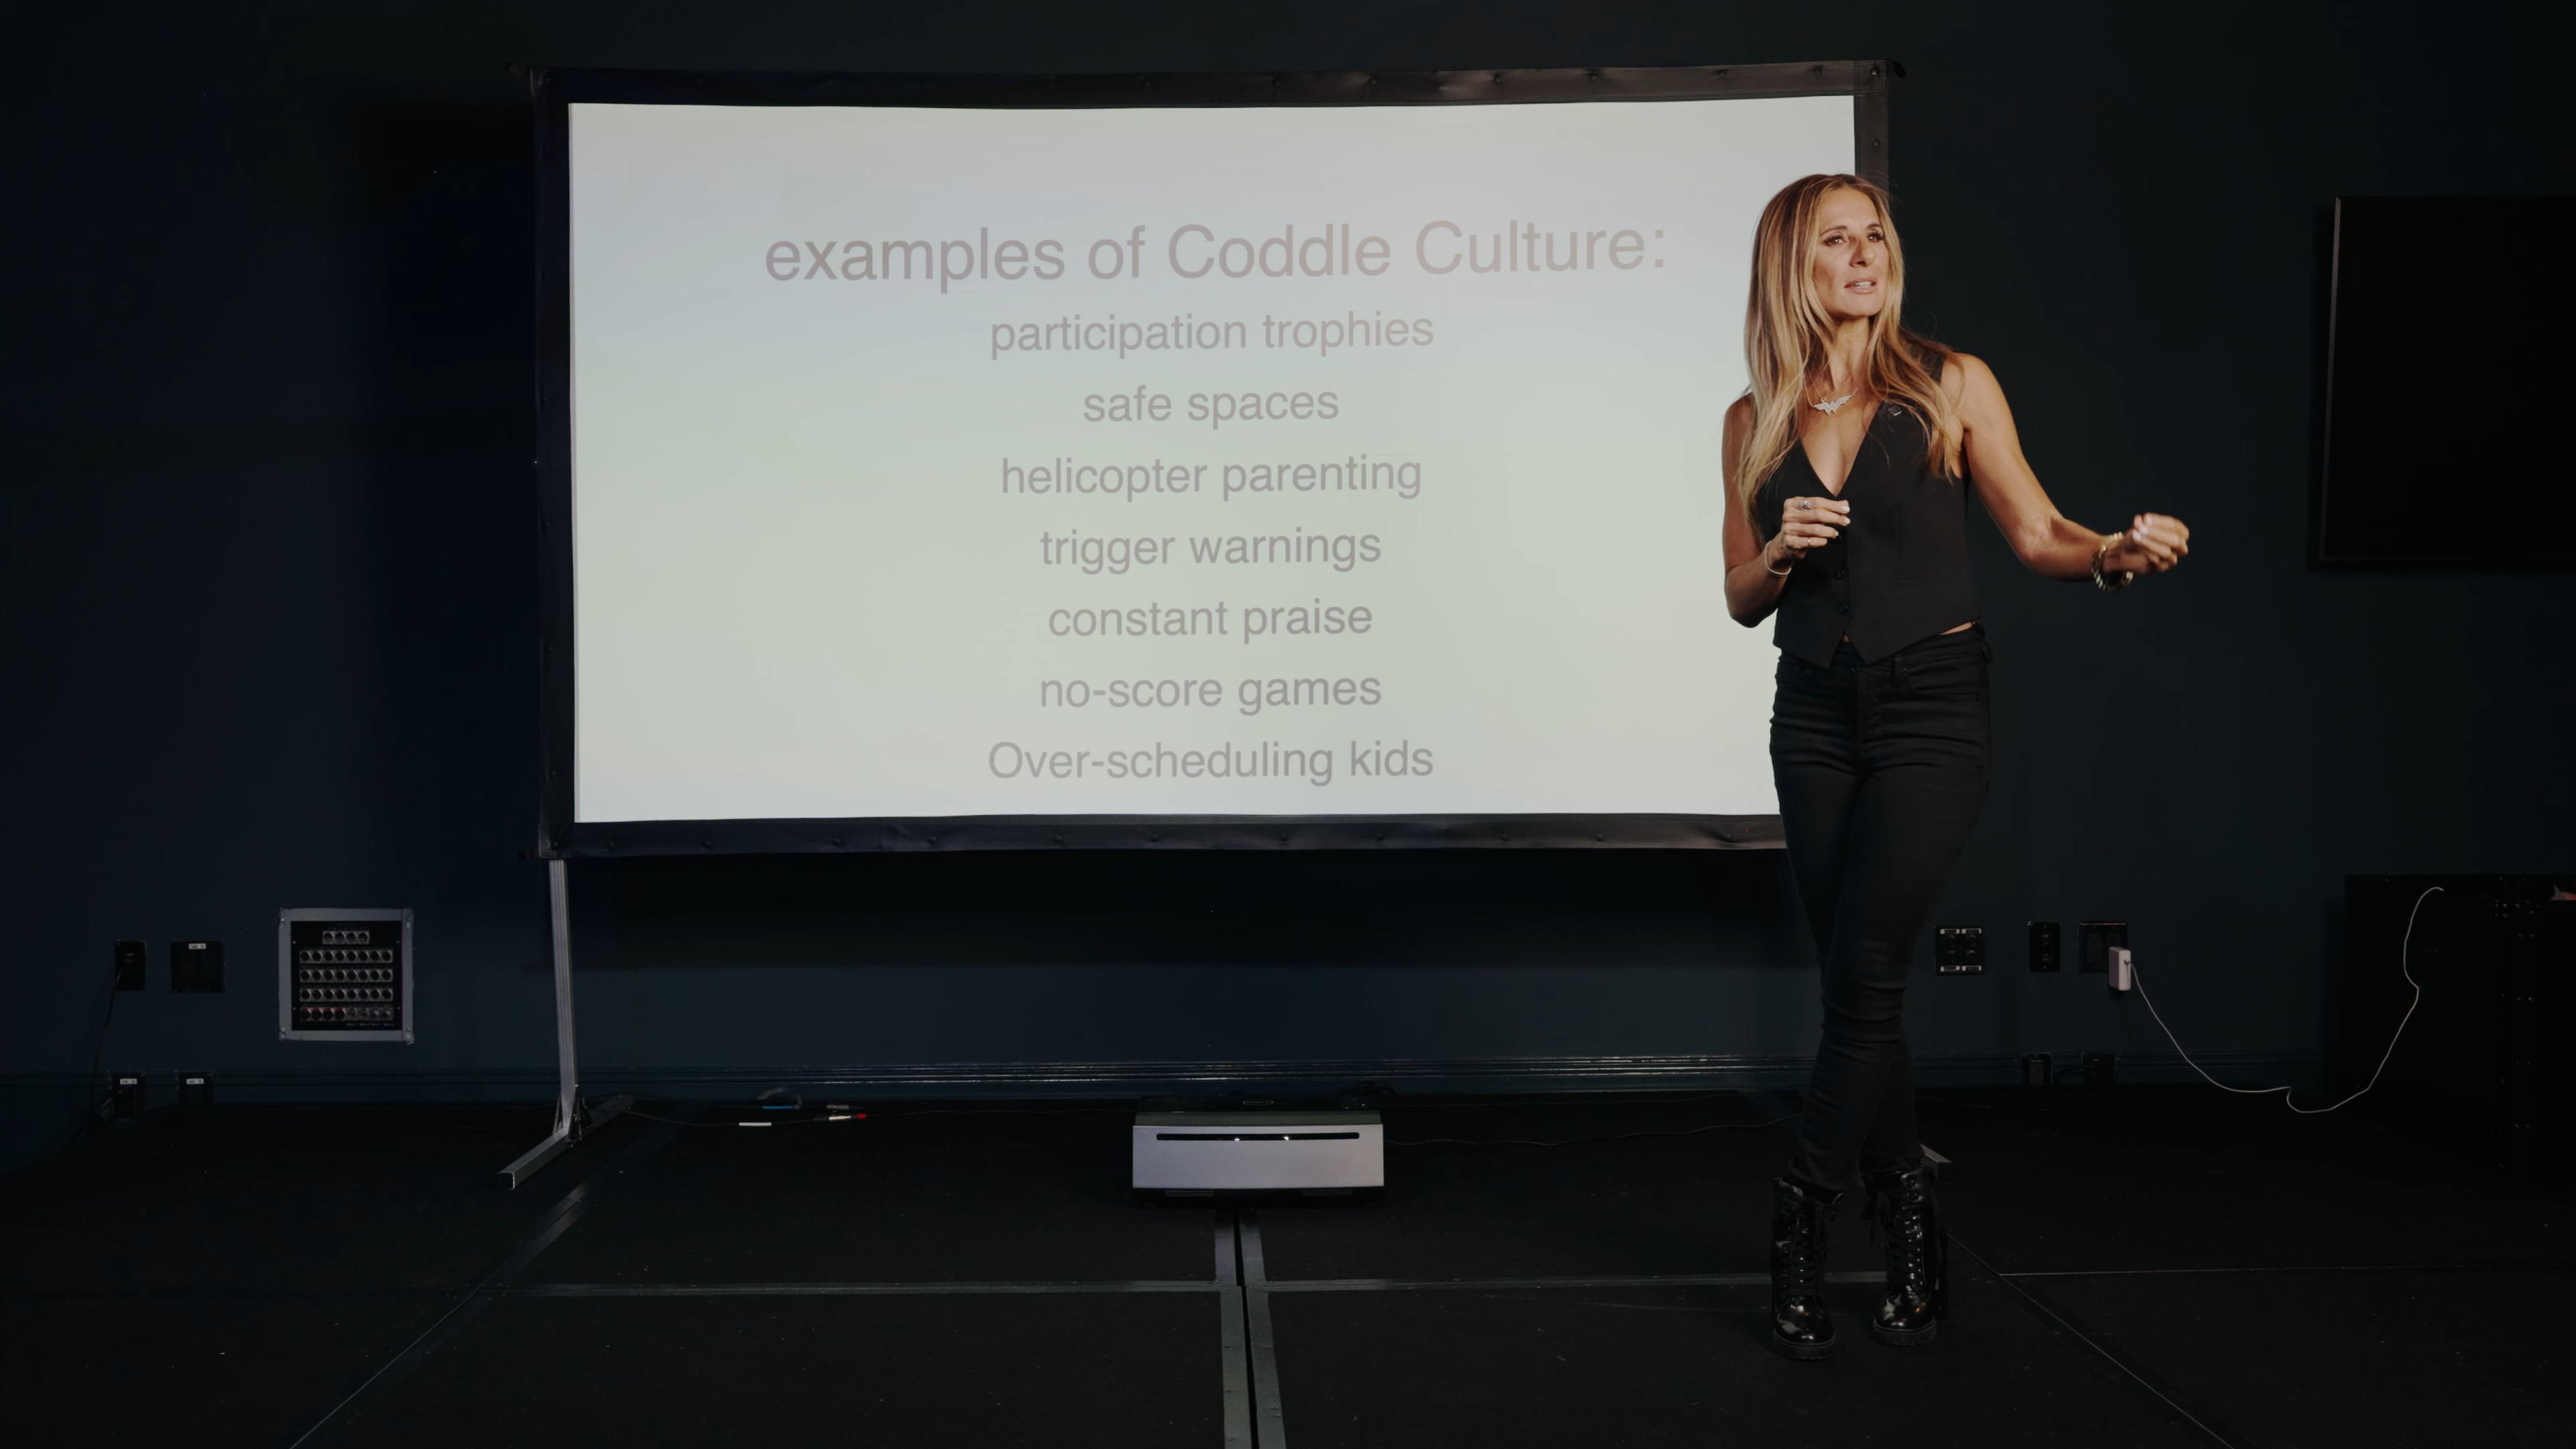 examples of Coddle Culture:
participation trophies
safe spaces
helicopter parenting
trigger warnings
constant praise
no-score games
Over-scheduling kids